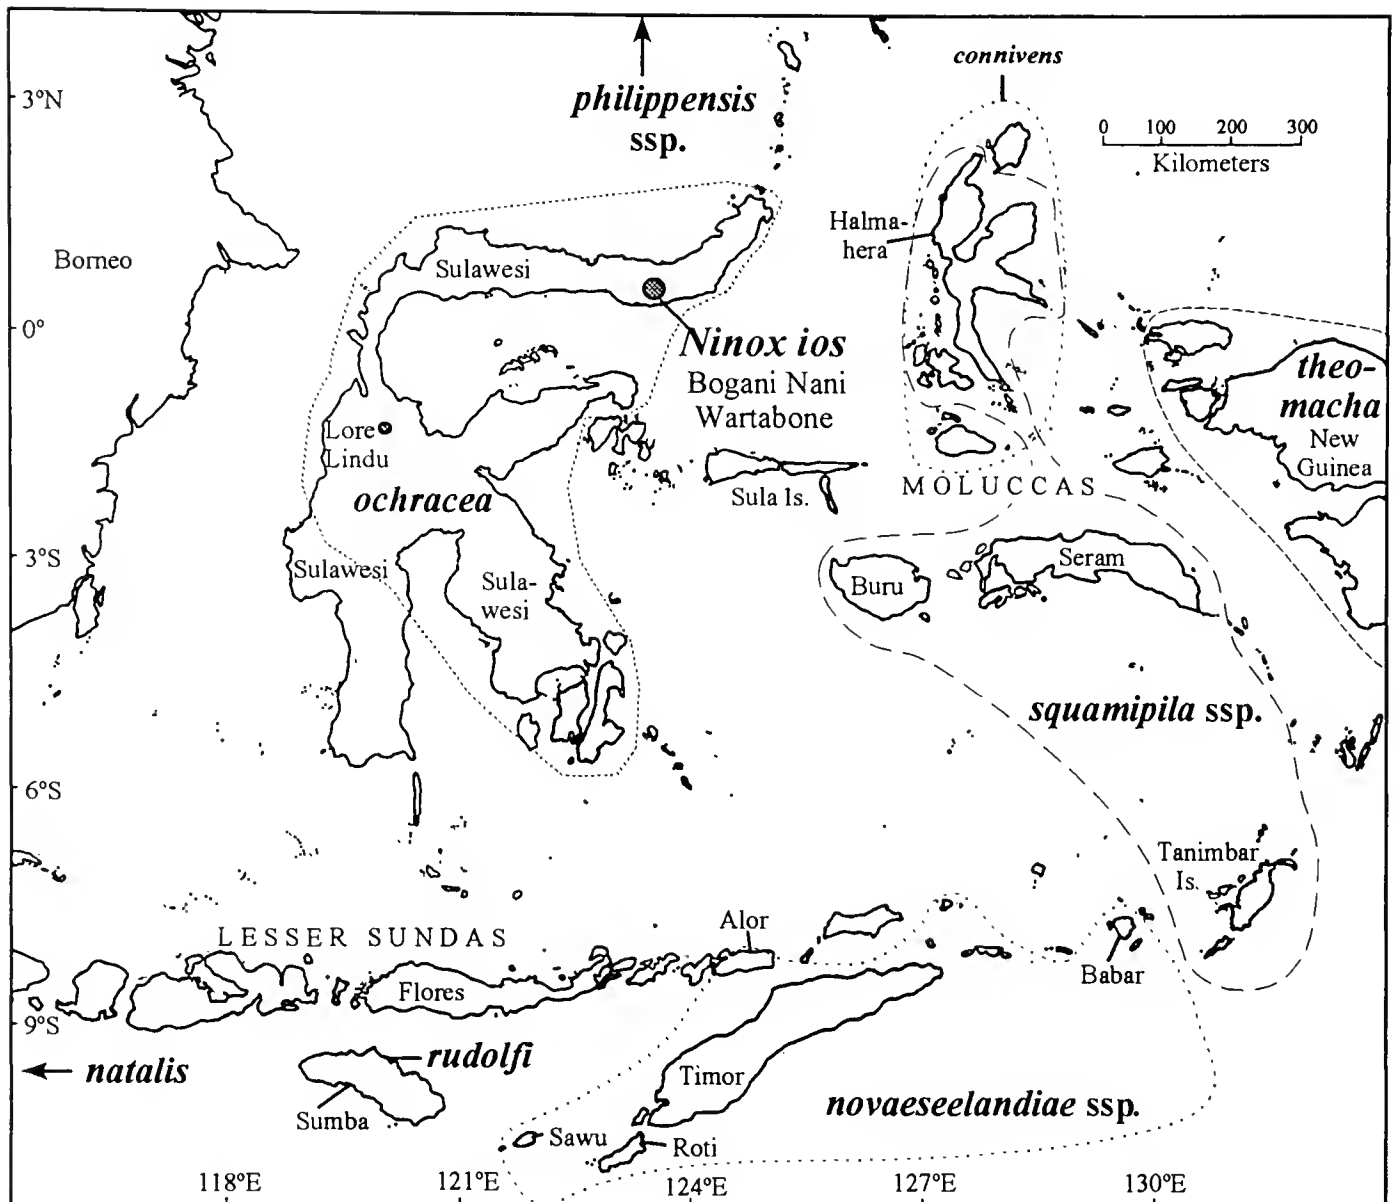 connivens
3°N
philippensis
ssp.
0 100 200 300
Kilometers
Halma-
hera
Borneo
Sulawesi
0°
Ninox ios
Bogani Nani
Wartabone
theo-
macha
New
Guinea
Lore
Lindu
ochracea
Sula Is.
MOLUCCAS
3°S
Sulawesi
Sula-
wesi
Buru
Seram
squamipila ssp.
6°S
Tanimbar
Is.
Alor
LESSER SUNDAS
Babar
Flores
9°S
natalis
rudolfi
Timor
novaeseelandiae ssp.
Sumba
Sawu
Roti
118°E 121°E 124°E 127°E 130°E